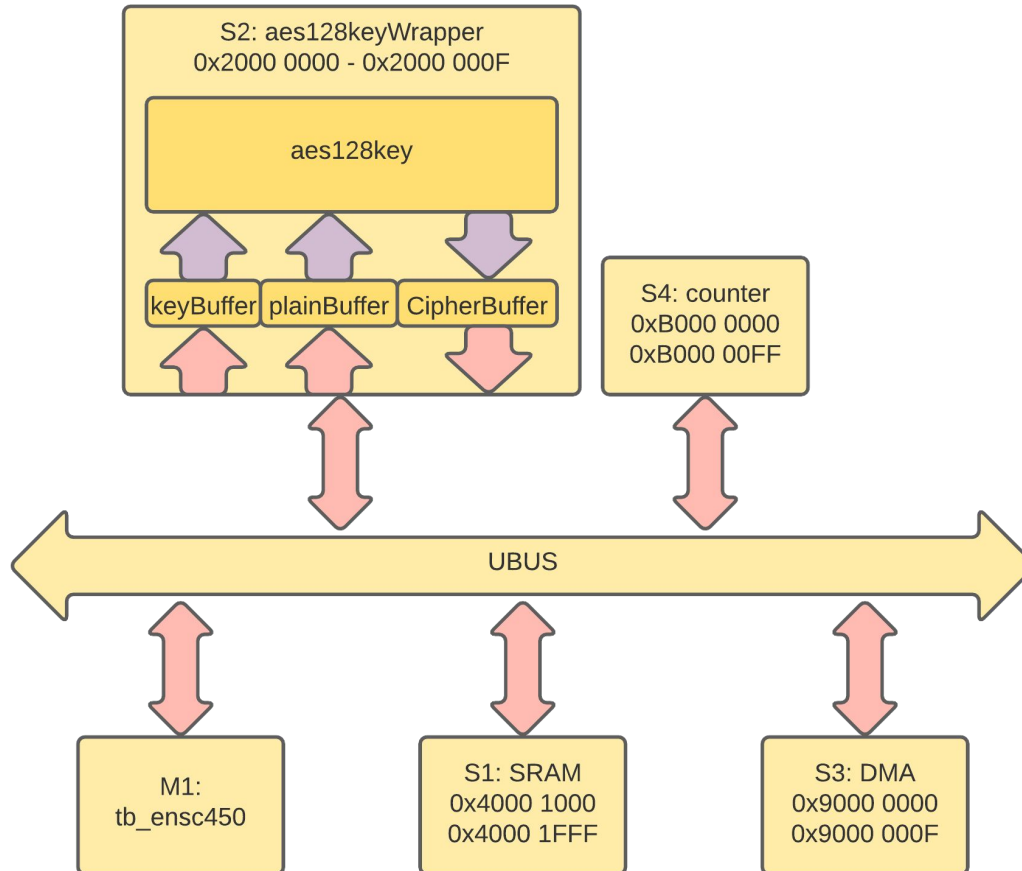 S2: aes128keyWrapper
0x2000 0000 - 0x2000 000F
aes128key
keyBuffer
plainBuffer
CipherBuffer
S4: counter
0xB000 0000
0xB000 00FF
UBUS
M1:
tb_ensc450
S1: SRAM
0x4000 1000
0x4000 1FFF
S3: DMA
0x9000 0000
0x9000 000F